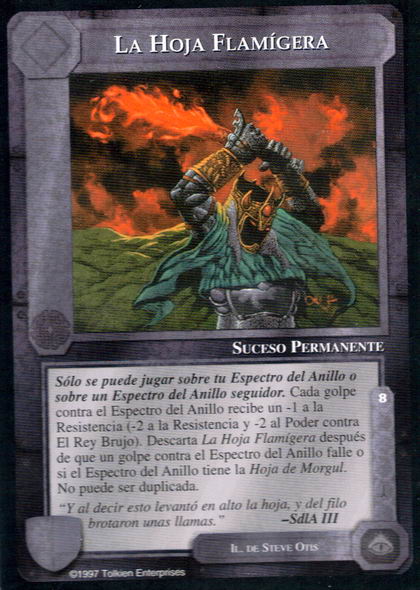 LA HOJA FLAMÍGERA
SUCESO PERMANENTE
Sólo se puede jugar sobre tu Espectro del Anillo o
sobre un Espectro del Anillo seguidor. Cada golpe
contra el Espectro del Anillo recibe un -1 a la
Resistencia (-2 a la Resistencia y -2 al Poder contra
El Rey Brujo). Descarta La Hoja Flamígera después
de que un golpe contra el Espectro del Anillo falle o
si el Espectro del Anillo tiene la Hoja de Morgul.
No puede ser duplicada.
8
“Y al decir esto levantó en alto la hoja, y del filo
brotaron unas llamas.” –SdlA III
IL. DE STEVE OTIS
©1997 Tolkien Enterprises